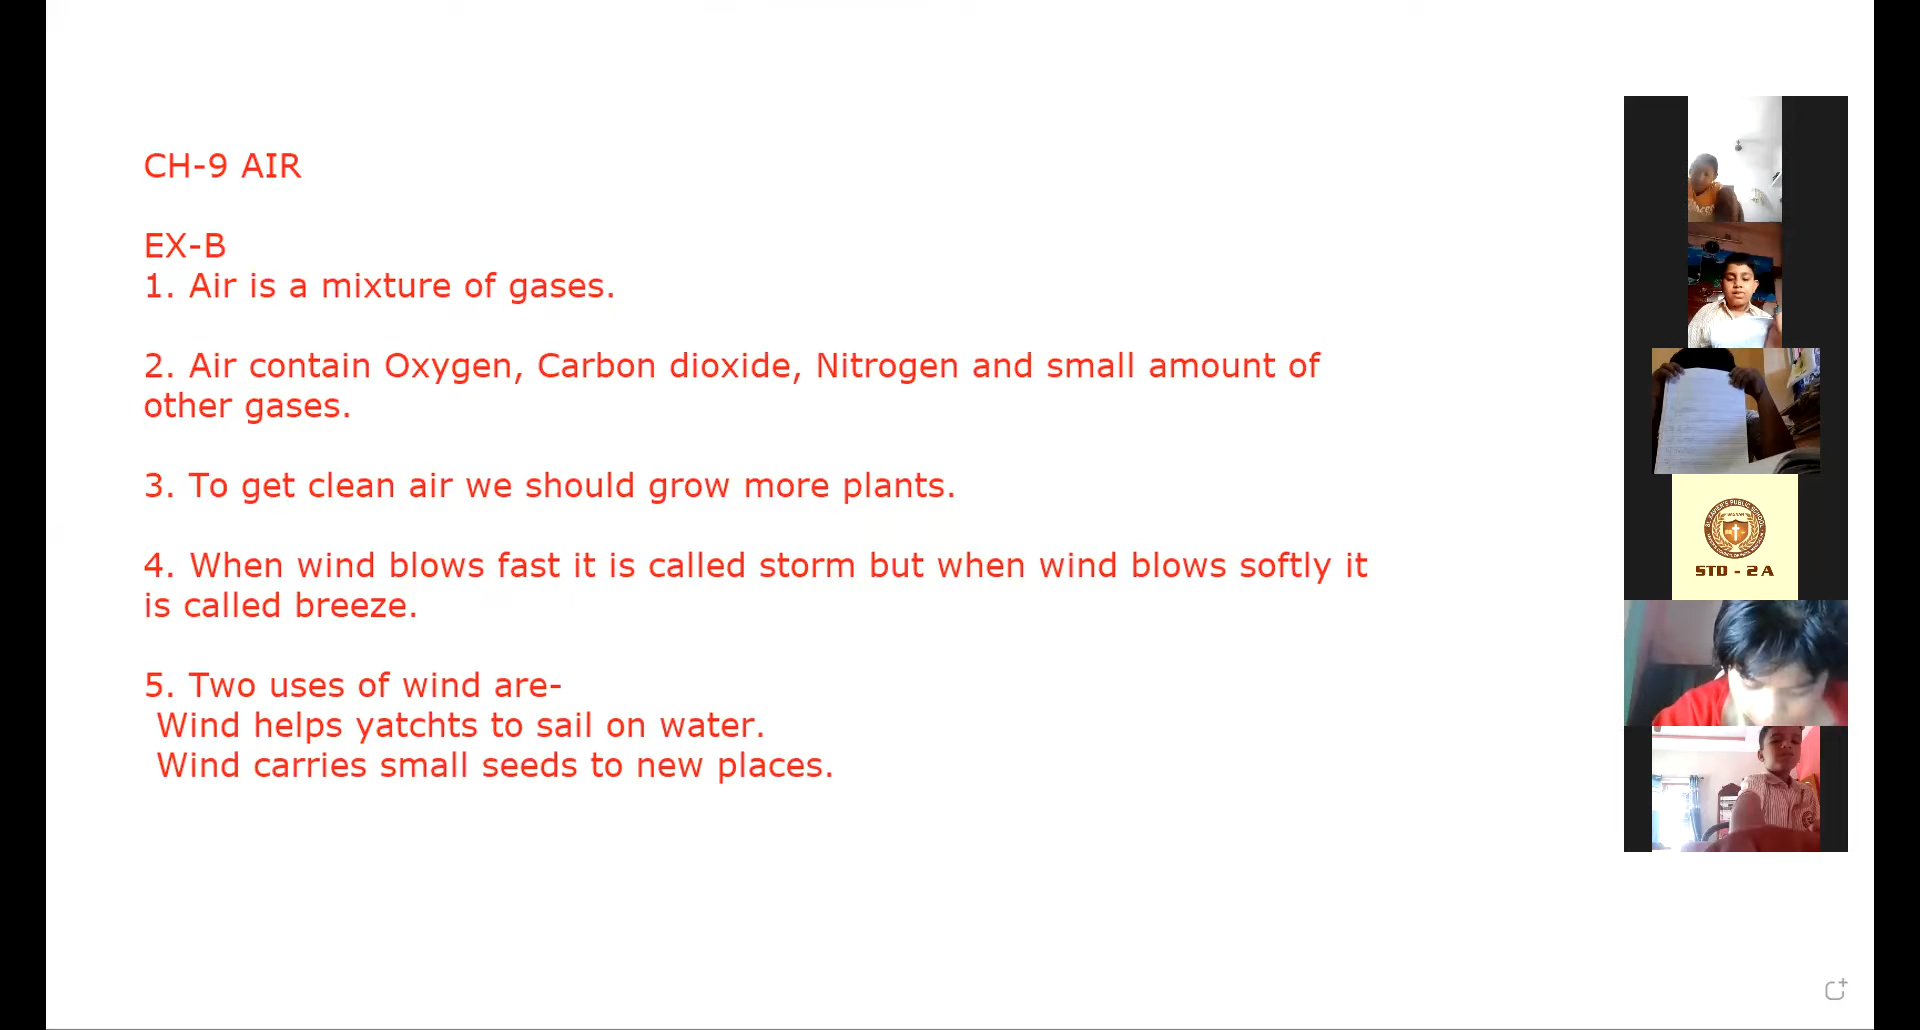 CH-9 AIR
EX-B
1. Air is a mixture of gases.
2. Air contain Oxygen, Carbon dioxide, Nitrogen and small amount of
other gases.
3. To get clean air we should grow more plants.
4. When wind blows fast it is called storm but when wind blows softly it
is called breeze.
5. Two uses of wind are-
Wind helps yatchts to sail on water.
Wind carries small seeds to new places.
STD - 2A